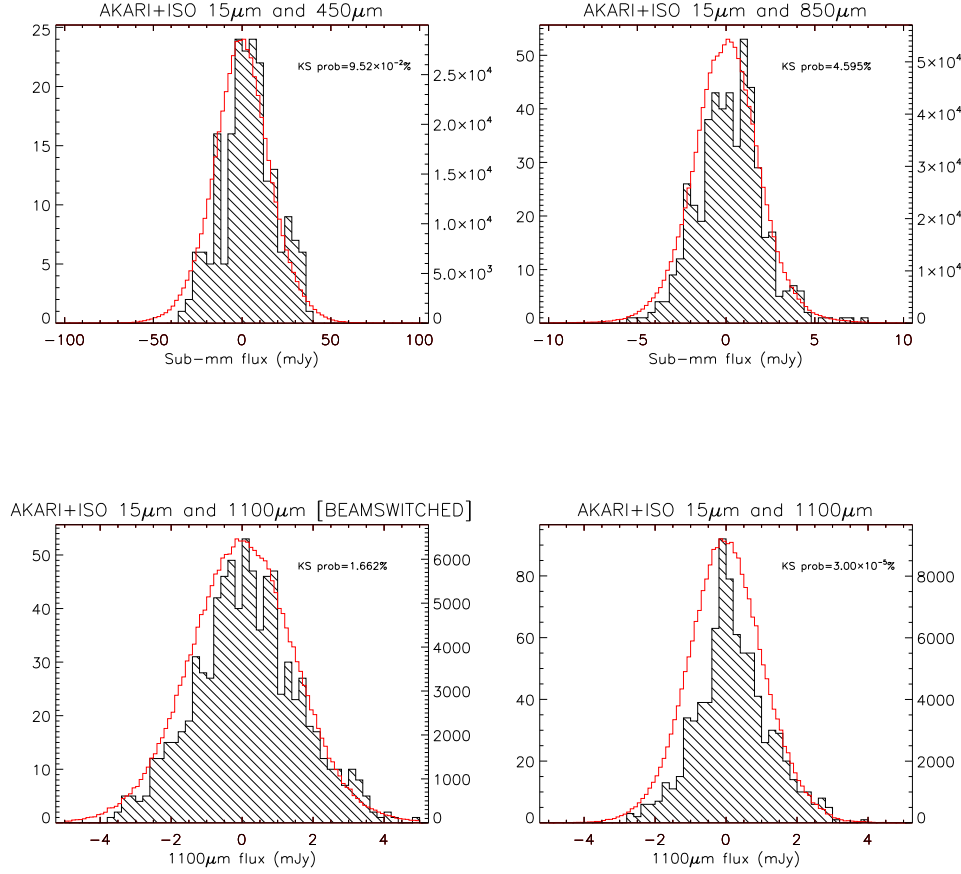 AKARI+ISO 15μm and 450μm
KS prob=9.52×10⁻²%
25
20
15
10
5
0
2.5×10⁴
2.0×10⁴
1.5×10⁴
1.0×10⁴
5.0×10³
0
−100 −50 0 50 100
Sub−mm flux (mJy)
AKARI+ISO 15μm and 850μm
KS prob=4.595%
50
40
30
20
10
0
5×10⁴
4×10⁴
3×10⁴
2×10⁴
1×10⁴
0
−10 −5 0 5 10
Sub−mm flux (mJy)
AKARI+ISO 15μm and 1100μm [BEAMSWITCHED]
KS prob=1.662%
50
40
30
20
10
0
6000
5000
4000
3000
2000
1000
0
−4 −2 0 2 4
1100μm flux (mJy)
AKARI+ISO 15μm and 1100μm
KS prob=3.00×10⁻⁵%
80
60
40
20
0
8000
6000
4000
2000
0
−4 −2 0 2 4
1100μm flux (mJy)